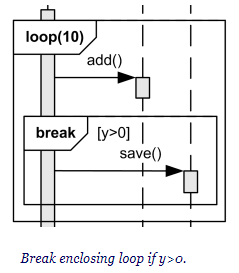 loop(10)
add()
break [y>0]
save()
Break enclosing loop if y>0.